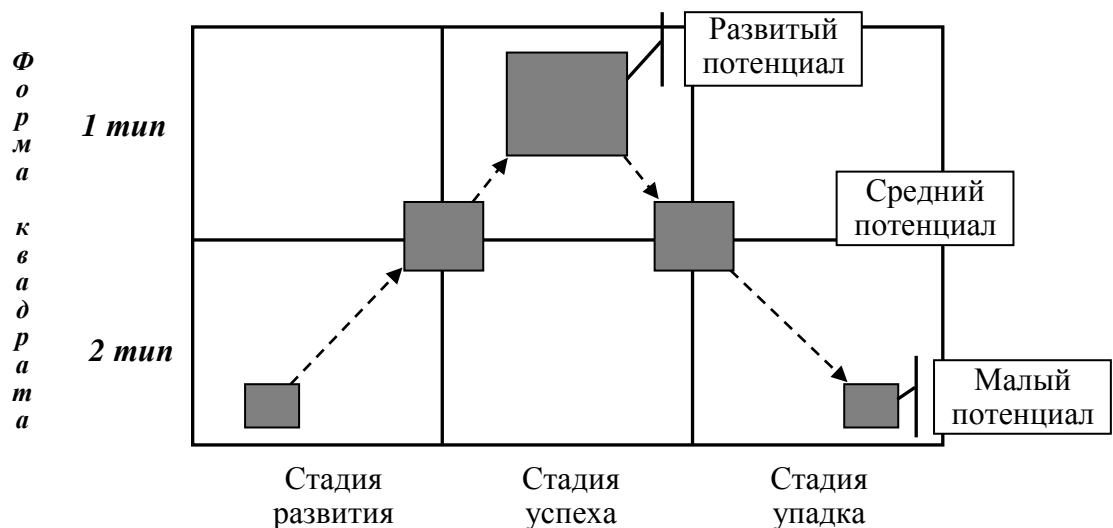 Форма квадрата
1 тип
2 тип
Развитый
потенциал
Средний
потенциал
Малый
потенциал
Стадия
развития
Стадия
успеха
Стадия
упадка